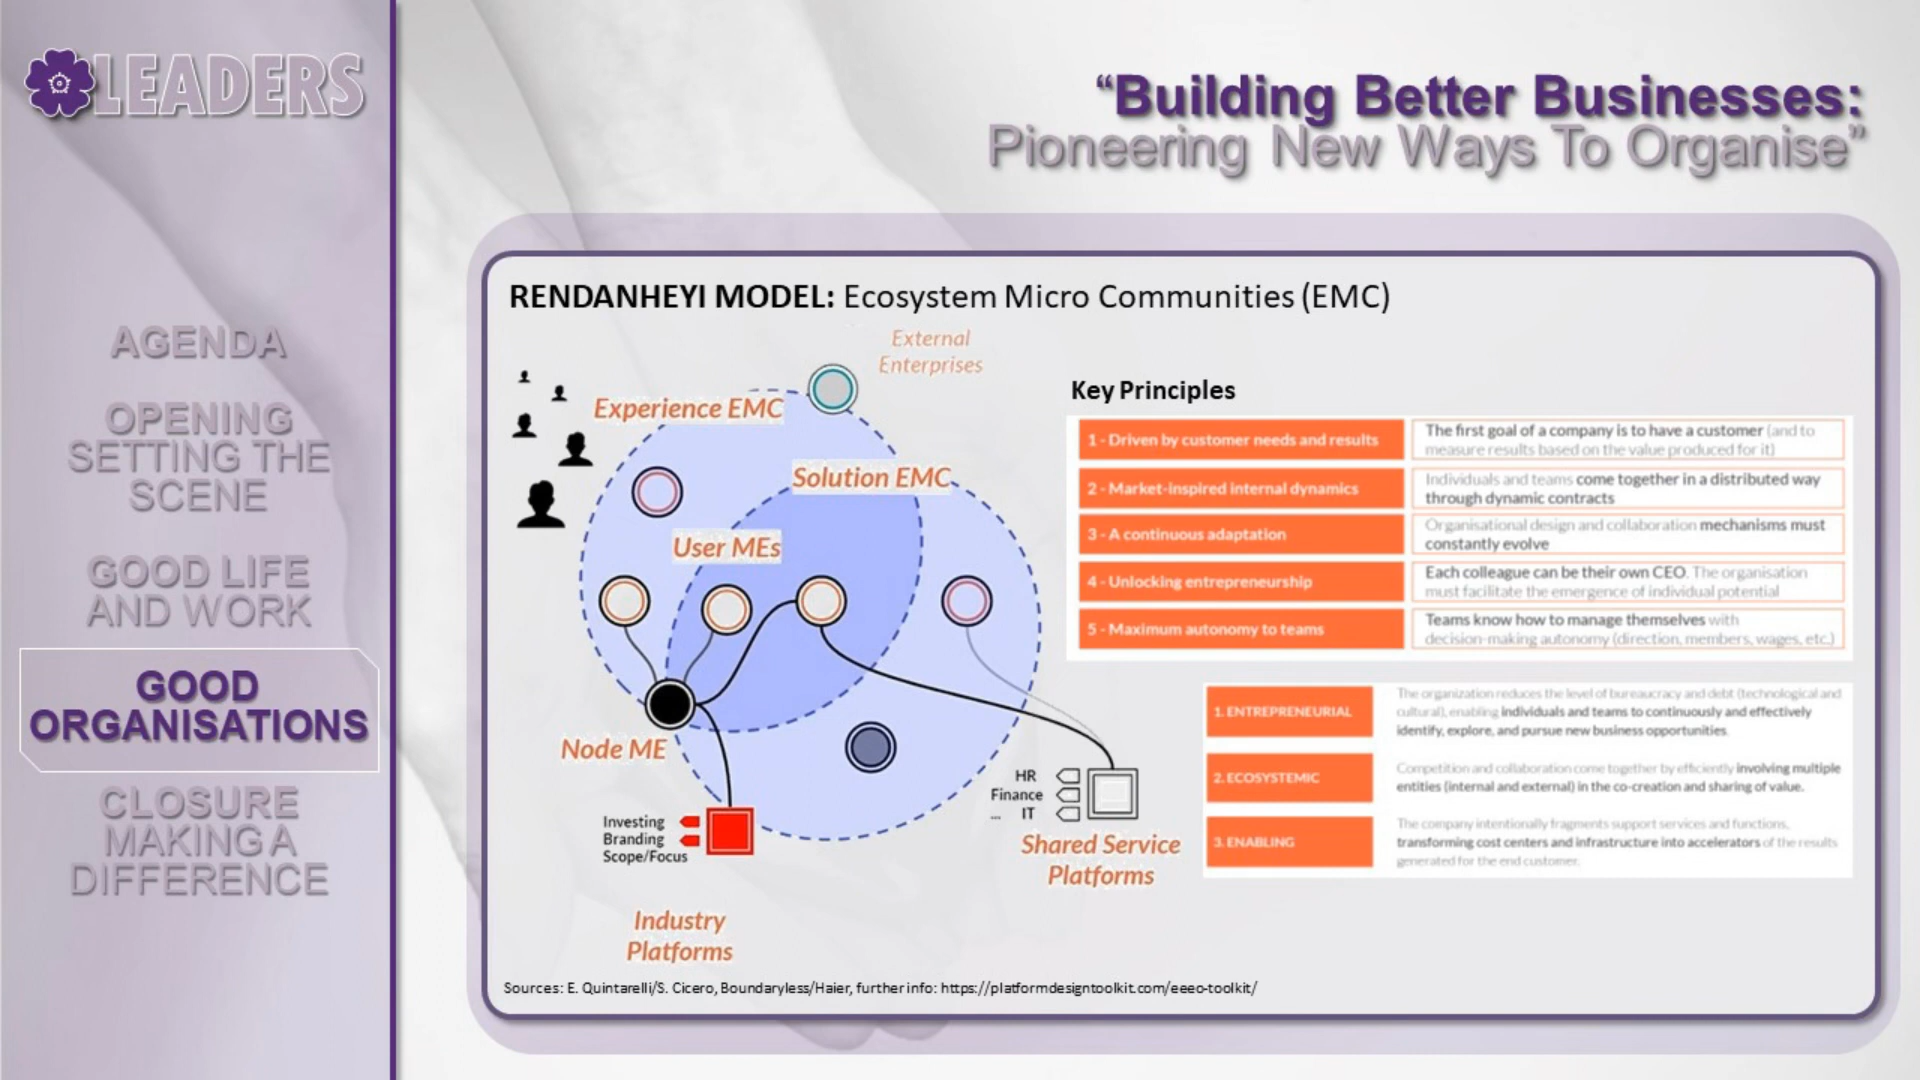 LEADERS
"Building Better Businesses:
Pioneering New Ways To Organise"
AGENDA
OPENING
SETTING THE
SCENE
GOOD LIFE
AND WORK
GOOD
ORGANISATIONS
CLOSURE
MAKING A
DIFFERENCE
RENDANHEYI MODEL: Ecosystem Micro Communities (EMC)
External
Enterprises
Experience EMC
Solution EMC
User MEs
Node ME
Investing
Branding
Scope/Focus
Industry
Platforms
HR
Finance
... IT
Shared Service
Platforms
Key Principles
1 - Driven by customer needs and results
The first goal of a company is to have a customer (and to
measure results based on the value produced for it)
2 - Market-inspired internal dynamics
Individuals and teams come together in a distributed way
through dynamic contracts
3 - A continuous adaptation
Organisational design and collaboration mechanisms must
constantly evolve
4 - Unlocking entrepreneurship
Each colleague can be their own CEO. The organisation
must facilitate the emergence of individual potential
5 - Maximum autonomy to teams
Teams know how to manage themselves with
decision-making autonomy (direction, members, wages, etc.)
1. ENTREPRENEURIAL
The organization reduces the level of bureaucracy and debt (technological and
cultural), enabling individuals and teams to continuously and effectively
identify, explore, and pursue new business opportunities.
2. ECOSYSTEMIC
Competition and collaboration come together by efficiently involving multiple
entities (internal and external) in the co-creation and sharing of value.
3. ENABLING
The company intentionally fragments support services and functions,
transforming cost centers and infrastructure into accelerators of the results
generated for the end customer.
Sources: E. Quintarelli/S. Cicero, Boundaryless/Haier, further info: https://platformdesigntoolkit.com/eeeo-toolkit/